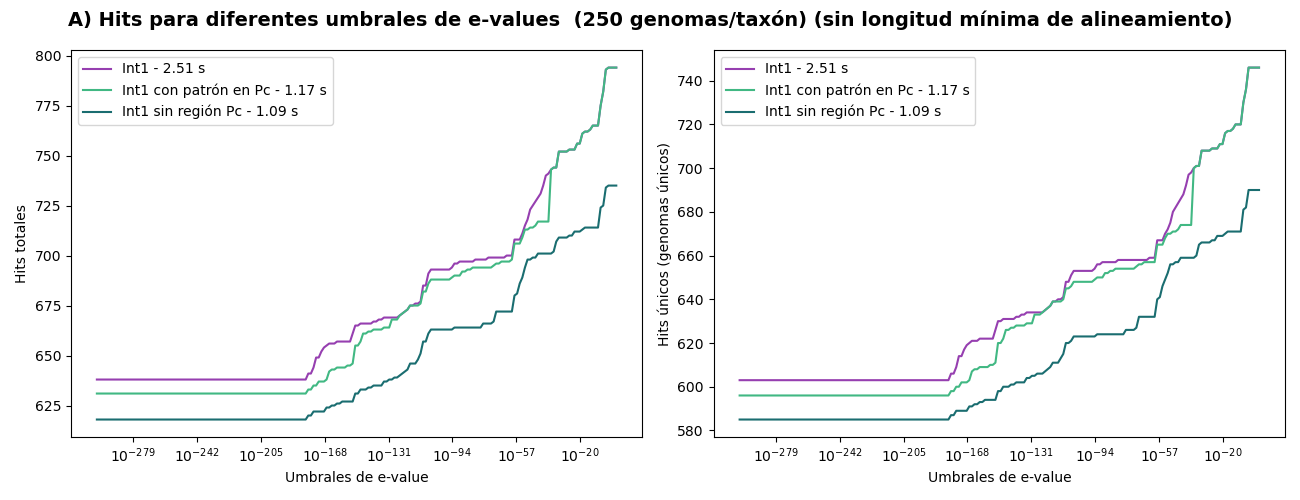 A) Hits para diferentes umbrales de e-values  (250 genomas/taxón) (sin longitud mínima de alineamiento)
Int1 - 2.51 s
Int1 con patrón en Pc - 1.17 s
Int1 sin región Pc - 1.09 s
Hits totales
800
775
750
725
700
675
650
625
10⁻²⁷⁹ 10⁻²⁴² 10⁻²⁰⁵ 10⁻¹⁶⁸ 10⁻¹³¹ 10⁻⁹⁴ 10⁻⁵⁷ 10⁻²⁰
Umbrales de e-value
Int1 - 2.51 s
Int1 con patrón en Pc - 1.17 s
Int1 sin región Pc - 1.09 s
Hits únicos (genomas únicos)
740
720
700
680
660
640
620
600
580
10⁻²⁷⁹ 10⁻²⁴² 10⁻²⁰⁵ 10⁻¹⁶⁸ 10⁻¹³¹ 10⁻⁹⁴ 10⁻⁵⁷ 10⁻²⁰
Umbrales de e-value